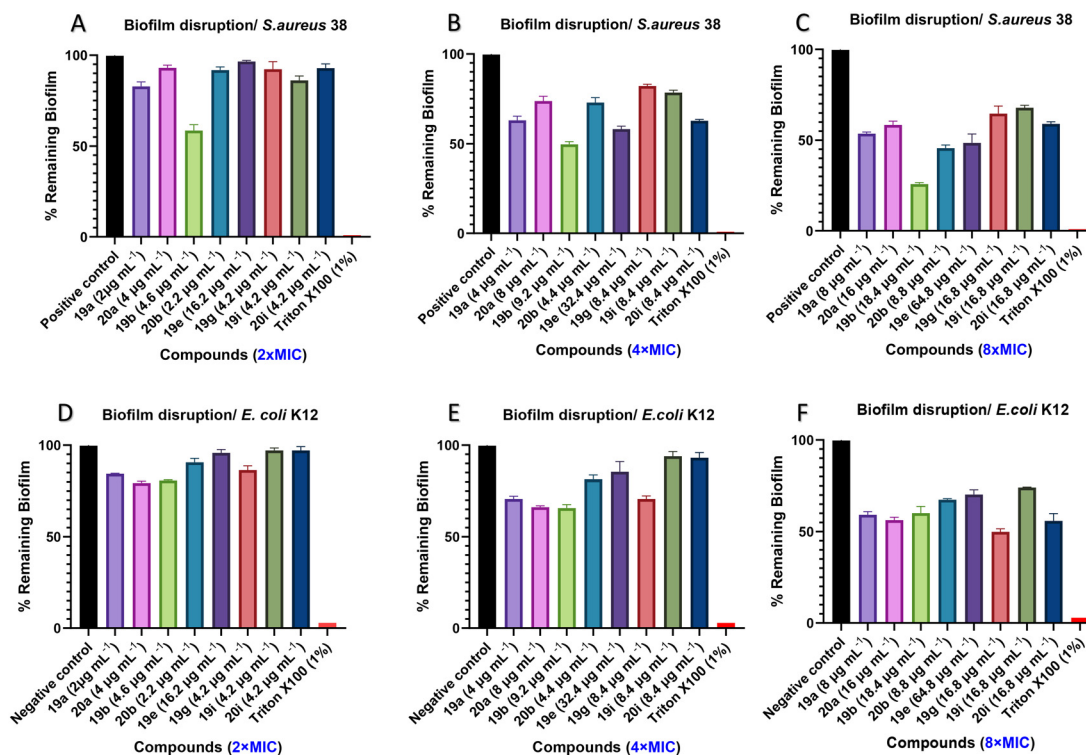 A
Biofilm disruption/ S.aureus 38
% Remaining Biofilm
100
50
0
Positive control
19a (2µg mL⁻¹)
20a (4 µg mL⁻¹)
19b (4.6 µg mL⁻¹)
20b (2.2 µg mL⁻¹)
19e (16.2 µg mL⁻¹)
19g (4.2 µg mL⁻¹)
19i (4.2 µg mL⁻¹)
20i (4.2 µg mL⁻¹)
Triton X100 (1%)
Compounds (2xMIC)
B
Biofilm disruption/ S.aureus 38
% Remaining Biofilm
100
50
0
Positive control
19a (4 µg mL⁻¹)
20a (8 µg mL⁻¹)
19b (9.2 µg mL⁻¹)
20b (4.4 µg mL⁻¹)
19e (32.4 µg mL⁻¹)
19g (8.4 µg mL⁻¹)
19i (8.4 µg mL⁻¹)
20i (8.4 µg mL⁻¹)
Triton X100 (1%)
Compounds (4×MIC)
C
Biofilm disruption/ S.aureus 38
% Remaining Biofilm
100
50
0
Positive control
19a (8 µg mL⁻¹)
20a (16 µg mL⁻¹)
19b (18.4 µg mL⁻¹)
20b (8.8 µg mL⁻¹)
19e (64.8 µg mL⁻¹)
19g (16.8 µg mL⁻¹)
19i (16.8 µg mL⁻¹)
20i (16.8 µg mL⁻¹)
Triton X100 (1%)
Compounds (8xMIC)
D
Biofilm disruption/ E. coli K12
% Remaining Biofilm
100
50
0
Negative control
19a (2µg mL⁻¹)
20a (4 µg mL⁻¹)
19b (4.6 µg mL⁻¹)
20b (2.2 µg mL⁻¹)
19e (16.2 µg mL⁻¹)
19g (4.2 µg mL⁻¹)
19i (4.2 µg mL⁻¹)
20i (4.2 µg mL⁻¹)
Triton X100 (1%)
Compounds (2×MIC)
E
Biofilm disruption/ E.coli K12
% Remaining Biofilm
100
50
0
Negative control
19a (4 µg mL⁻¹)
20a (8 µg mL⁻¹)
19b (9.2 µg mL⁻¹)
20b (4.4 µg mL⁻¹)
19e (32.4 µg mL⁻¹)
19g (8.4 µg mL⁻¹)
19i (8.4 µg mL⁻¹)
20i (8.4 µg mL⁻¹)
Triton X100 (1%)
Compounds (4×MIC)
F
Biofilm disruption/ E.coli K12
% Remaining Biofilm
100
50
0
Negative control
19a (8 µg mL⁻¹)
20a (16 µg mL⁻¹)
19b (18.4 µg mL⁻¹)
20b (8.8 µg mL⁻¹)
19e (64.8 µg mL⁻¹)
19g (16.8 µg mL⁻¹)
19i (16.8 µg mL⁻¹)
20i (16.8 µg mL⁻¹)
Triton X100 (1%)
Compounds (8×MIC)